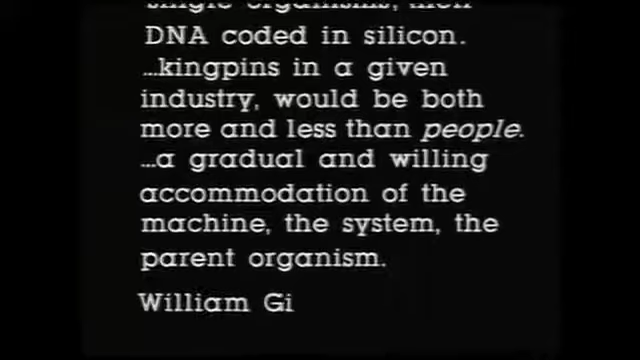 DNA coded in silicon.
...kingpins in a given
industry, would be both
more and less than people.
...a gradual and willing
accommodation of the
machine, the system, the
parent organism.
William Gi